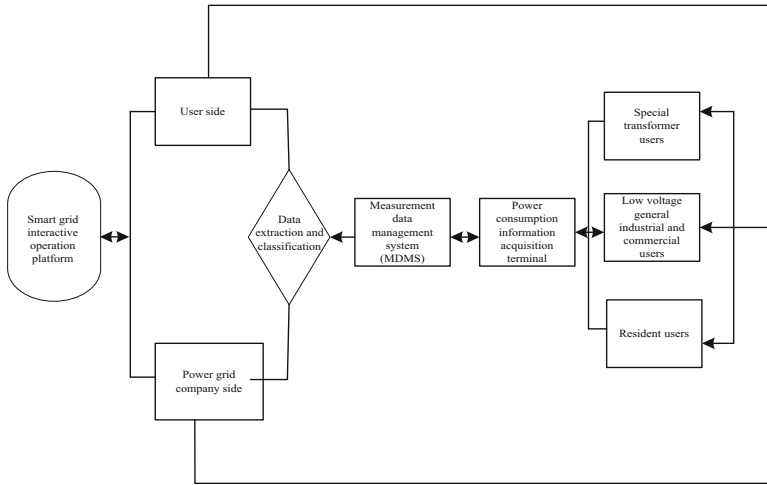 User side
Smart grid
interactive
operation
platform
Data
extraction and
classification
Power grid
company side
Measurement
data
management
system
(MDMS)
Power
consumption
information
acquisition
terminal
Special
transformer
users
Low voltage
general
industrial and
commercial
users
Resident users